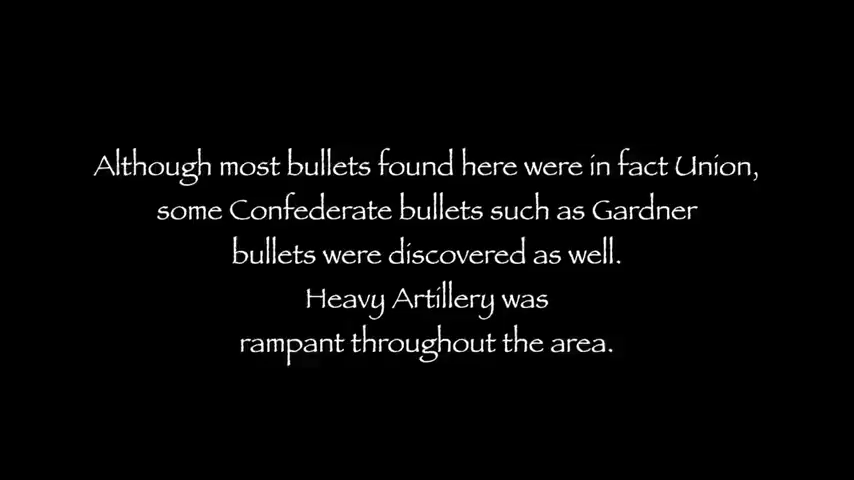 Although most bullets found here were in fact Union,
some Confederate bullets such as Gardner
bullets were discovered as well.
Heavy Artillery was
rampant throughout the area.